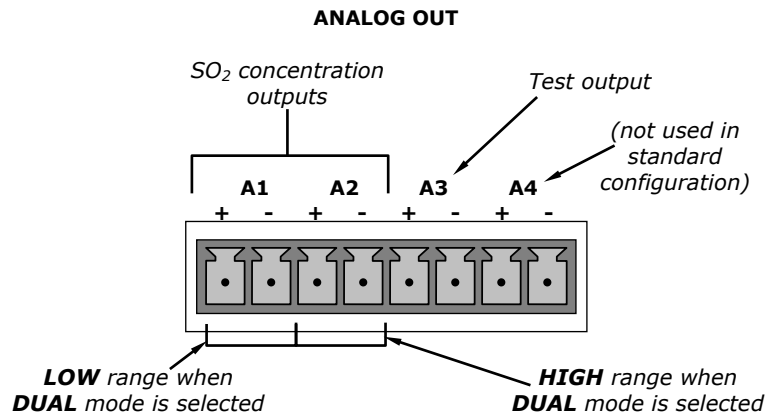 ANALOG OUT
SO₂ concentration
outputs
Test output
(not used in
standard
configuration)
A1 A2 A3 A4
+ - + - + - + -
LOW range when
DUAL mode is selected
HIGH range when
DUAL mode is selected